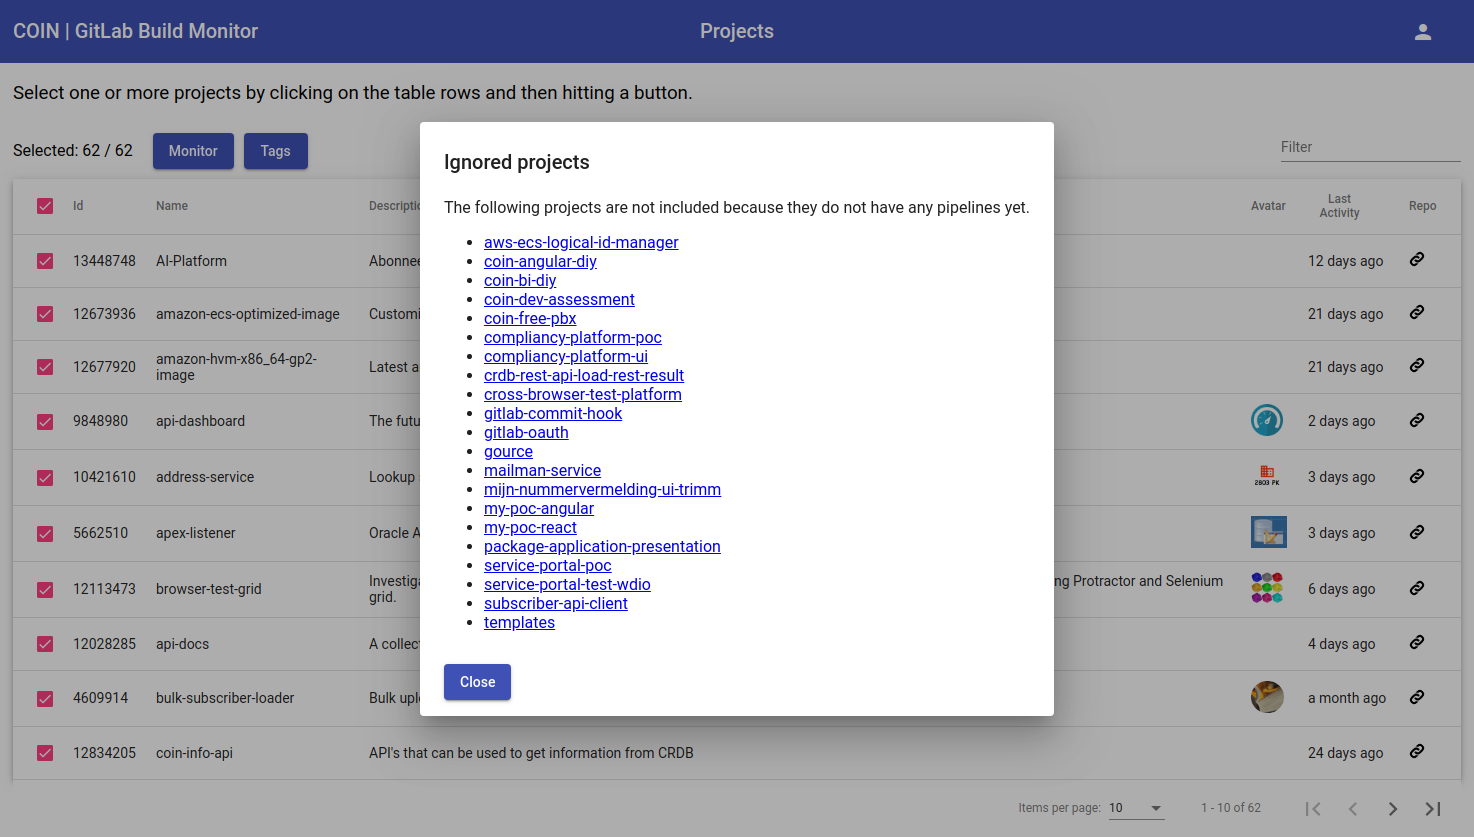 COIN | GitLab Build Monitor
Projects
Select one or more projects by clicking on the table rows and then hitting a button.
Selected: 62 / 62
Monitor
Tags
Filter
Id
Name
Descriptio
Avatar
Last
Activity
Repo
13448748
AI-Platform
Abonnee
12 days ago
12673936
amazon-ecs-optimized-image
Customi
21 days ago
12677920
amazon-hvm-x86_64-gp2-
image
Latest a
21 days ago
9848980
api-dashboard
The futu
2 days ago
10421610
address-service
Lookup
2803 PK
3 days ago
5662510
apex-listener
Oracle A
3 days ago
12113473
browser-test-grid
Investiga
ng Protractor and Selenium
grid.
6 days ago
12028285
api-docs
A collec
4 days ago
4609914
bulk-subscriber-loader
Bulk uplo
a month ago
12834205
coin-info-api
API's that can be used to get information from CRDB
24 days ago
Items per page:
10
1 - 10 of 62
Ignored projects
The following projects are not included because they do not have any pipelines yet.
aws-ecs-logical-id-manager
coin-angular-diy
coin-bi-diy
coin-dev-assessment
coin-free-pbx
compliancy-platform-poc
compliancy-platform-ui
crdb-rest-api-load-rest-result
cross-browser-test-platform
gitlab-commit-hook
gitlab-oauth
gource
mailman-service
mijn-nummervermelding-ui-trimm
my-poc-angular
my-poc-react
package-application-presentation
service-portal-poc
service-portal-test-wdio
subscriber-api-client
templates
Close